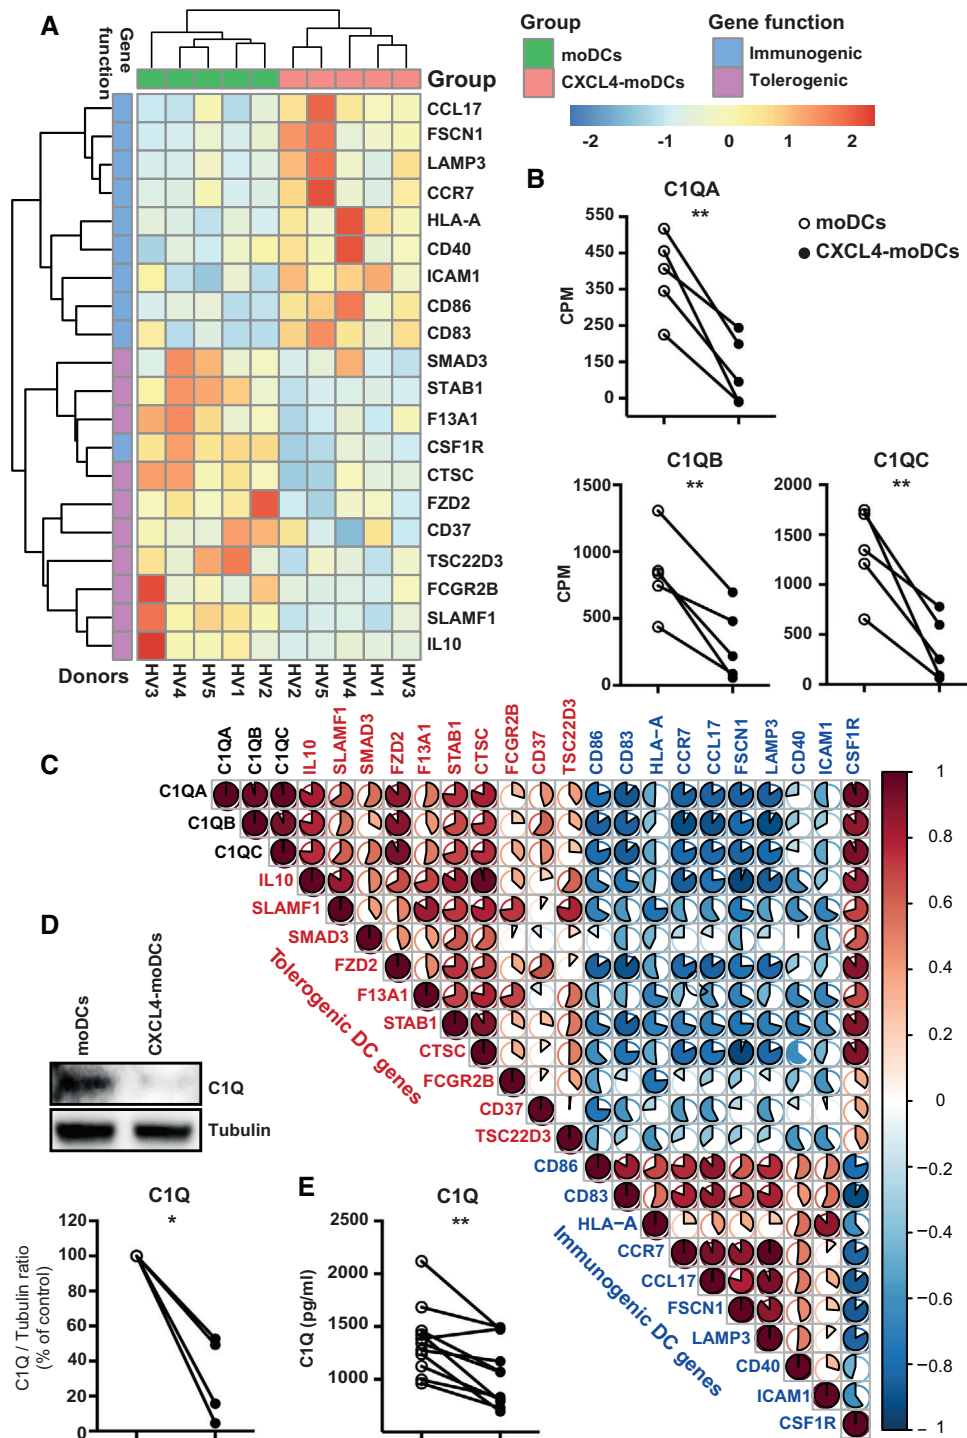 A
Gene function
Group
moDCs
CXCL4-moDCs
Gene function
Immunogenic
Tolerogenic
-2 -1 0 1 2
Group
CCL17
FSCN1
LAMP3
CCR7
HLA-A
CD40
ICAM1
CD86
CD83
SMAD3
STAB1
F13A1
CSF1R
CTSC
FZD2
CD37
TSC22D3
FCGR2B
SLAMF1
IL10
Donors HV3 HV4 HV5 HV1 HV2 HV2 HV5 HV4 HV1 HV3
B
C1QA
**
moDCs
CXCL4-moDCs
CPM
550
450
350
250
150
0
C1QB
**
CPM
1500
1000
500
0
C1QC
**
2000
1500
1000
500
0
C
C1QA C1QB C1QC IL10 SLAMF1 SMAD3 FZD2 F13A1 STAB1 CTSC FCGR2B CD37 TSC22D3 CD86 CD83 HLA−A CCR7 CCL17 FSCN1 LAMP3 CD40 ICAM1 CSF1R
C1QA
C1QB
C1QC
IL10
SLAMF1
SMAD3
FZD2
F13A1
STAB1
CTSC
FCGR2B
CD37
TSC22D3
CD86
CD83
HLA−A
CCR7
CCL17
FSCN1
LAMP3
CD40
ICAM1
CSF1R
Tolerogenic DC genes
Immunogenic DC genes
1
0.8
0.6
0.4
0.2
0
−0.2
−0.4
−0.6
−0.8
− 1
D
moDCs
CXCL4-moDCs
C1Q
Tubulin
C1Q
*
C1Q / Tubulin ratio
(% of control)
120
100
80
60
40
20
0
E
C1Q
**
C1Q (pg/ml)
2500
2000
1500
1000